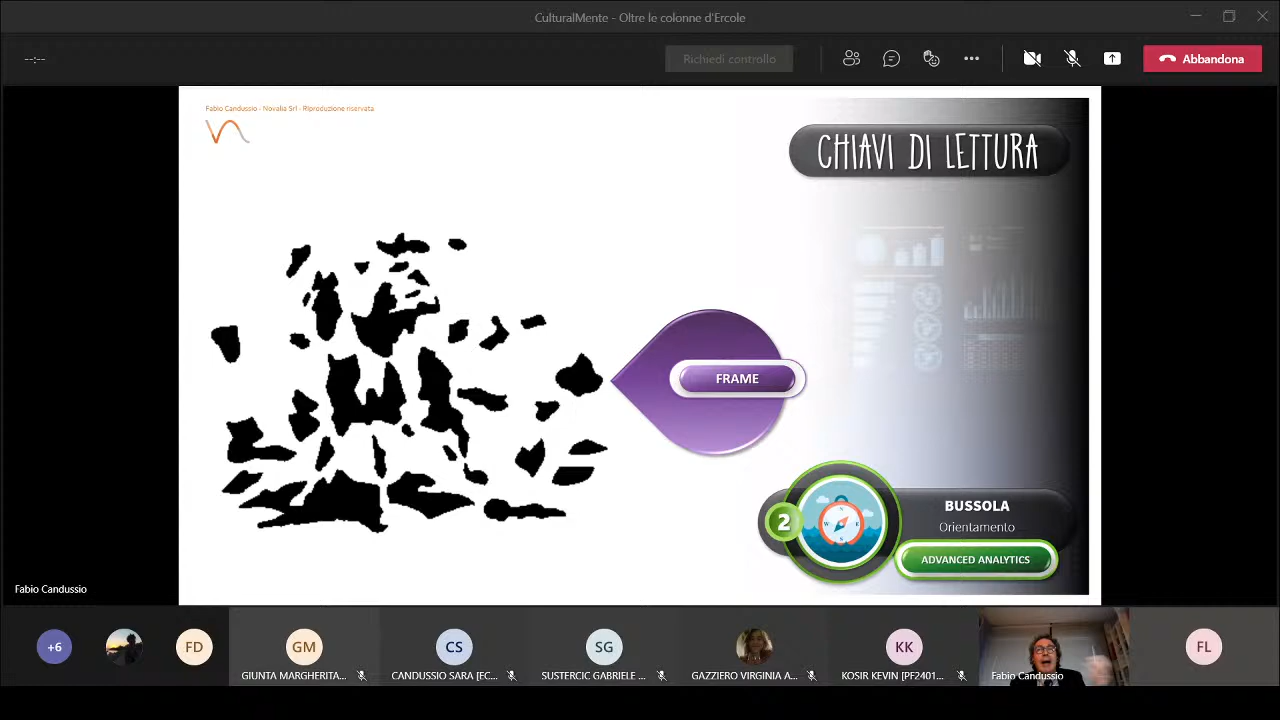 CulturalMente - Oltre le colonne d'Ercole
--:--
Richiedi controllo
Abbandona
Fabio Candussio - Novalia Srl - Riproduzione riservata
CHIAVI DI LETTURA
FRAME
2
BUSSOLA
Orientamento
ADVANCED ANALYTICS
Fabio Candussio
+6
FD
GM
CS
SG
KK
FL
GIUNTA MARGHERITA...
CANDUSSIO SARA [EC...
SUSTERCIC GABRIELE ...
GAZZIERO VIRGINIA A...
KOSIR KEVIN [PF2401...
Fabio Candussio